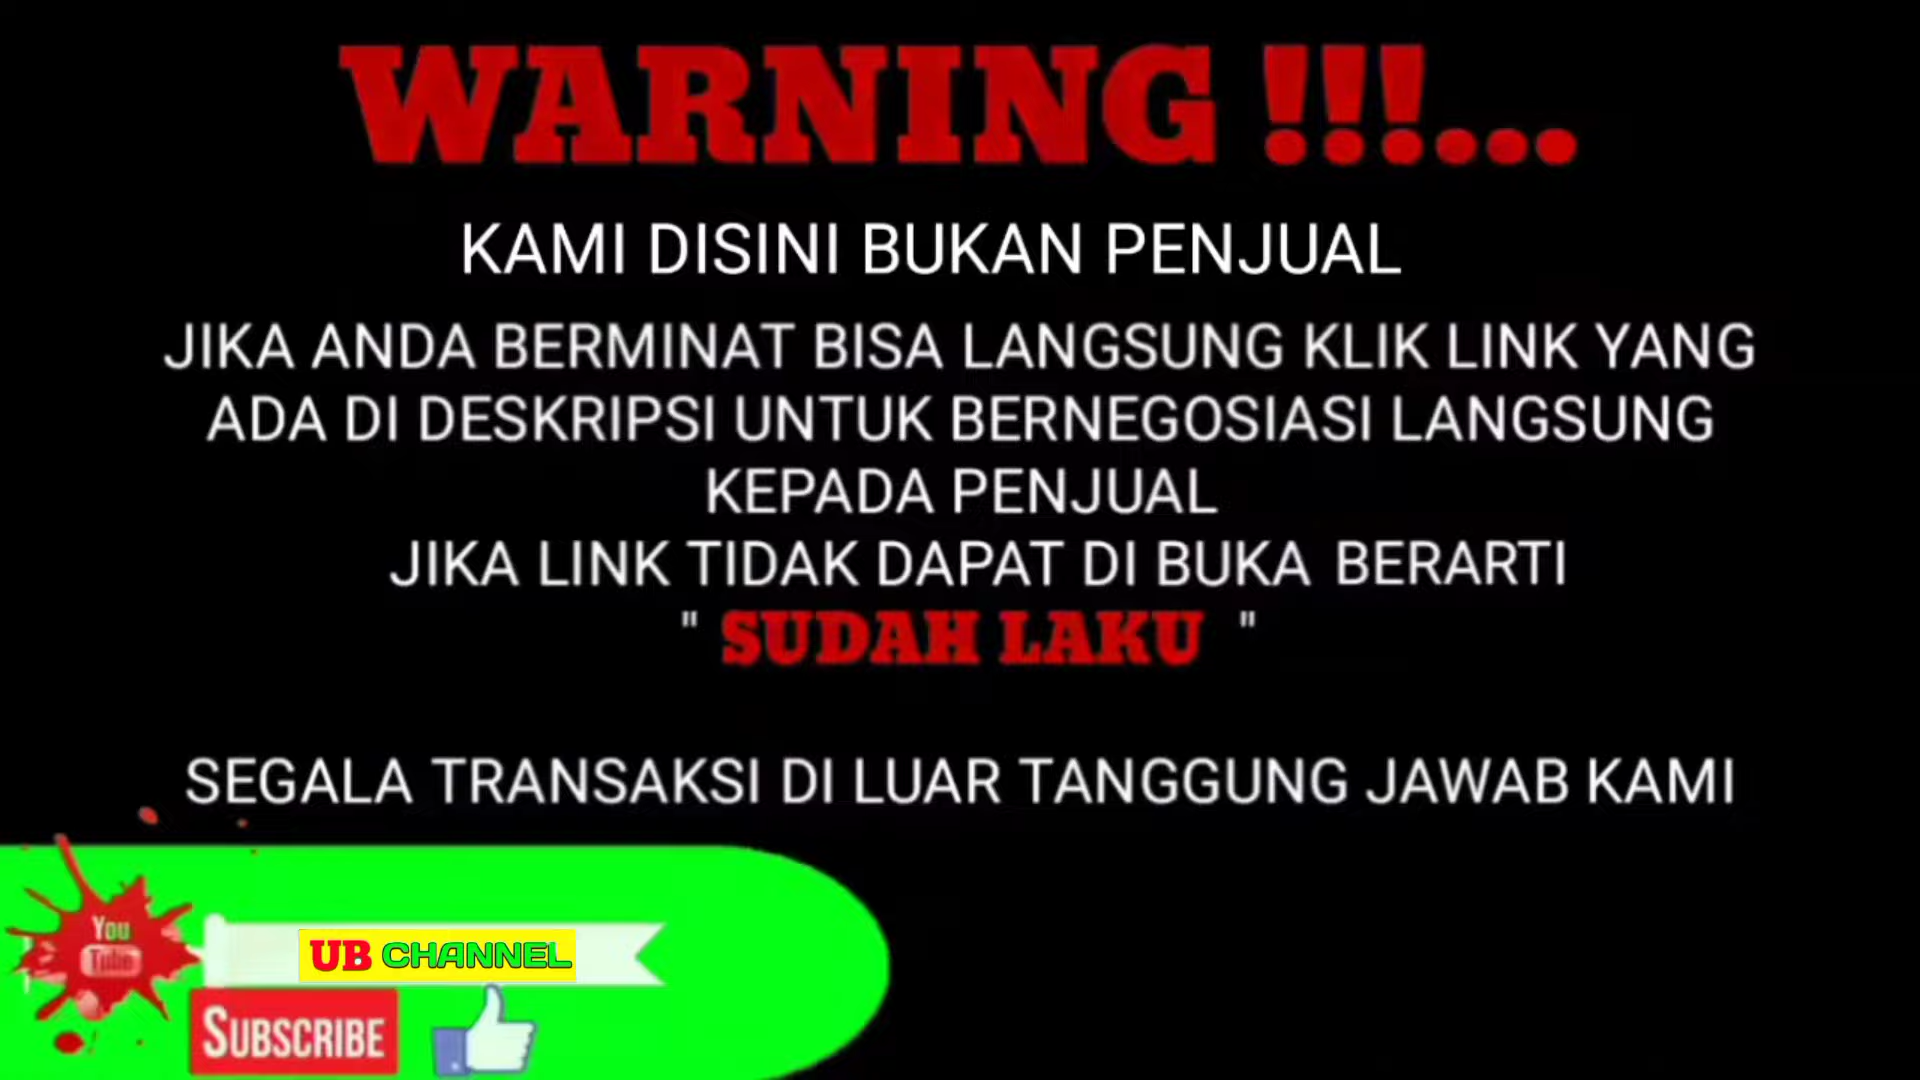 WARNING !!!...
KAMI DISINI BUKAN PENJUAL
JIKA ANDA BERMINAT BISA LANGSUNG KLIK LINK YANG
ADA DI DESKRIPSI UNTUK BERNEGOSIASI LANGSUNG
KEPADA PENJUAL
JIKA LINK TIDAK DAPAT DI BUKA BERARTI
" SUDAH LAKU "
SEGALA TRANSAKSI DI LUAR TANGGUNG JAWAB KAMI
You
Tube
UB CHANNEL
SUBSCRIBE